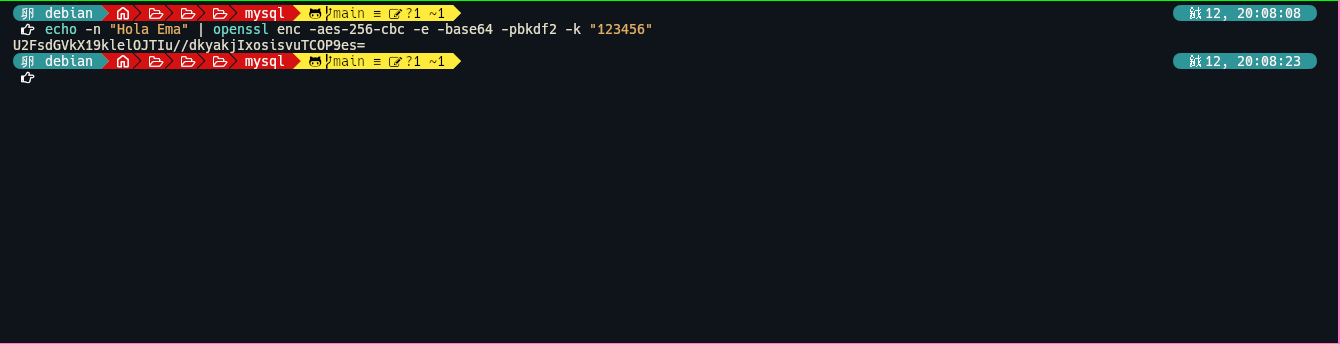 debian mysql main ≡ ?1 ~1 12, 20:08:08
echo -n "Hola Ema" | openssl enc -aes-256-cbc -e -base64 -pbkdf2 -k "123456"
U2FsdGVkX19klelOJTIu//dkyakjIxosisvuTCOP9es=
debian mysql main ≡ ?1 ~1 12, 20:08:23